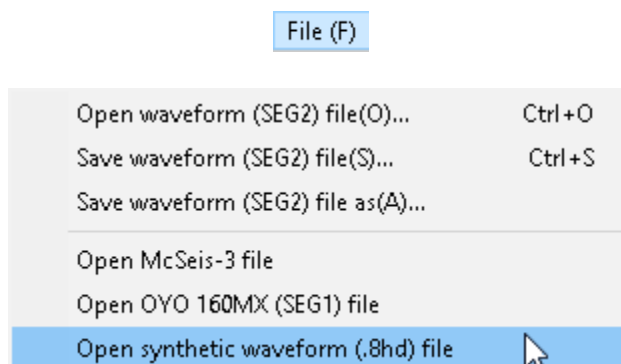 File (F)
Open waveform (SEG2) file(O)... Ctrl+O
Save waveform (SEG2) file(S)... Ctrl+S
Save waveform (SEG2) file as(A)...
Open McSeis-3 file
Open OYO 160MX (SEG1) file
Open synthetic waveform (.8hd) file